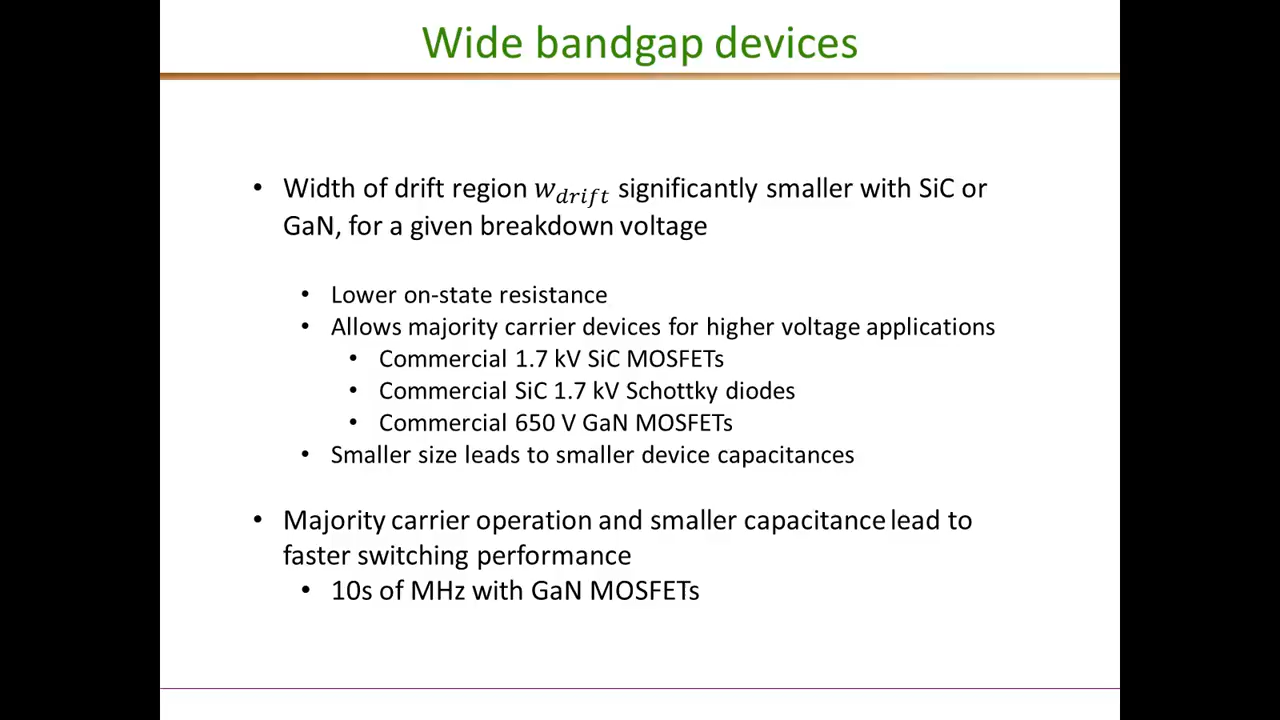 Wide bandgap devices
• Width of drift region w_drift significantly smaller with SiC or
GaN, for a given breakdown voltage
• Lower on-state resistance
• Allows majority carrier devices for higher voltage applications
• Commercial 1.7 kV SiC MOSFETs
• Commercial SiC 1.7 kV Schottky diodes
• Commercial 650 V GaN MOSFETs
• Smaller size leads to smaller device capacitances
• Majority carrier operation and smaller capacitance lead to
faster switching performance
• 10s of MHz with GaN MOSFETs